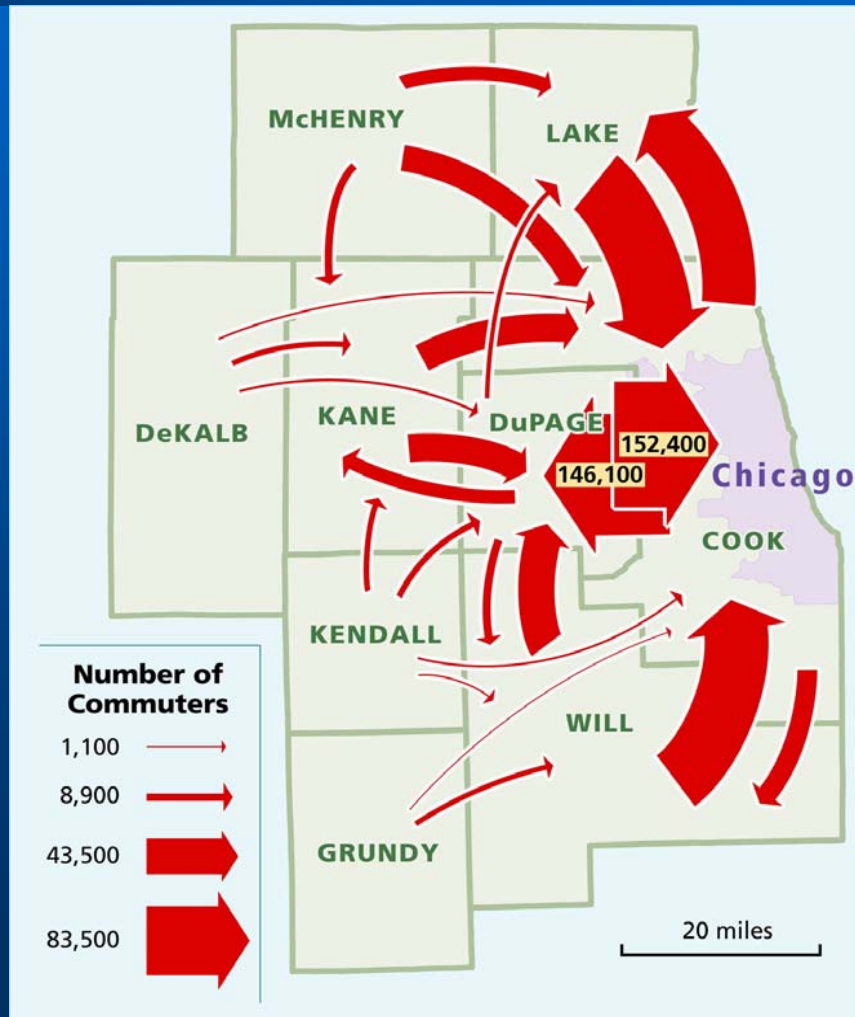 McHENRY
LAKE
DeKALB
KANE
DuPAGE
152,400
146,100
Chicago
COOK
KENDALL
WILL
GRUNDY
Number of
Commuters
1,100
8,900
43,500
83,500
20 miles